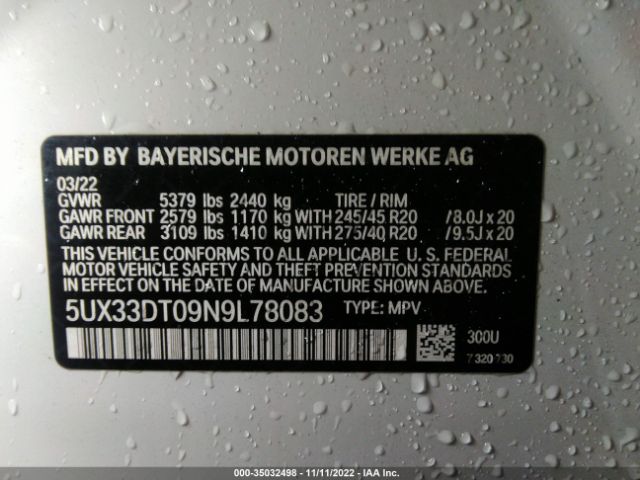 MFD BY BAYERISCHE MOTOREN WERKE AG
03/22
GVWR 5379 lbs 2440 kg TIRE / RIM
GAWR FRONT 2579 lbs 1170 kg WITH 245/45 R20 /8.0J x 20
GAWR REAR 3109 lbs 1410 kg WITH 275/40 R20 /9.5J x 20
THIS VEHICLE CONFORMS TO ALL APPLICABLE U. S. FEDERAL
MOTOR VEHICLE SAFETY AND THEFT PREVENTION STANDARDS
IN EFFECT ON THE DATE OF MANUFACTURE SHOWN ABOVE.
5UX33DT09N9L78083 TYPE: MPV
300U
000-35032498 - 11/11/2022 - IAA Inc.